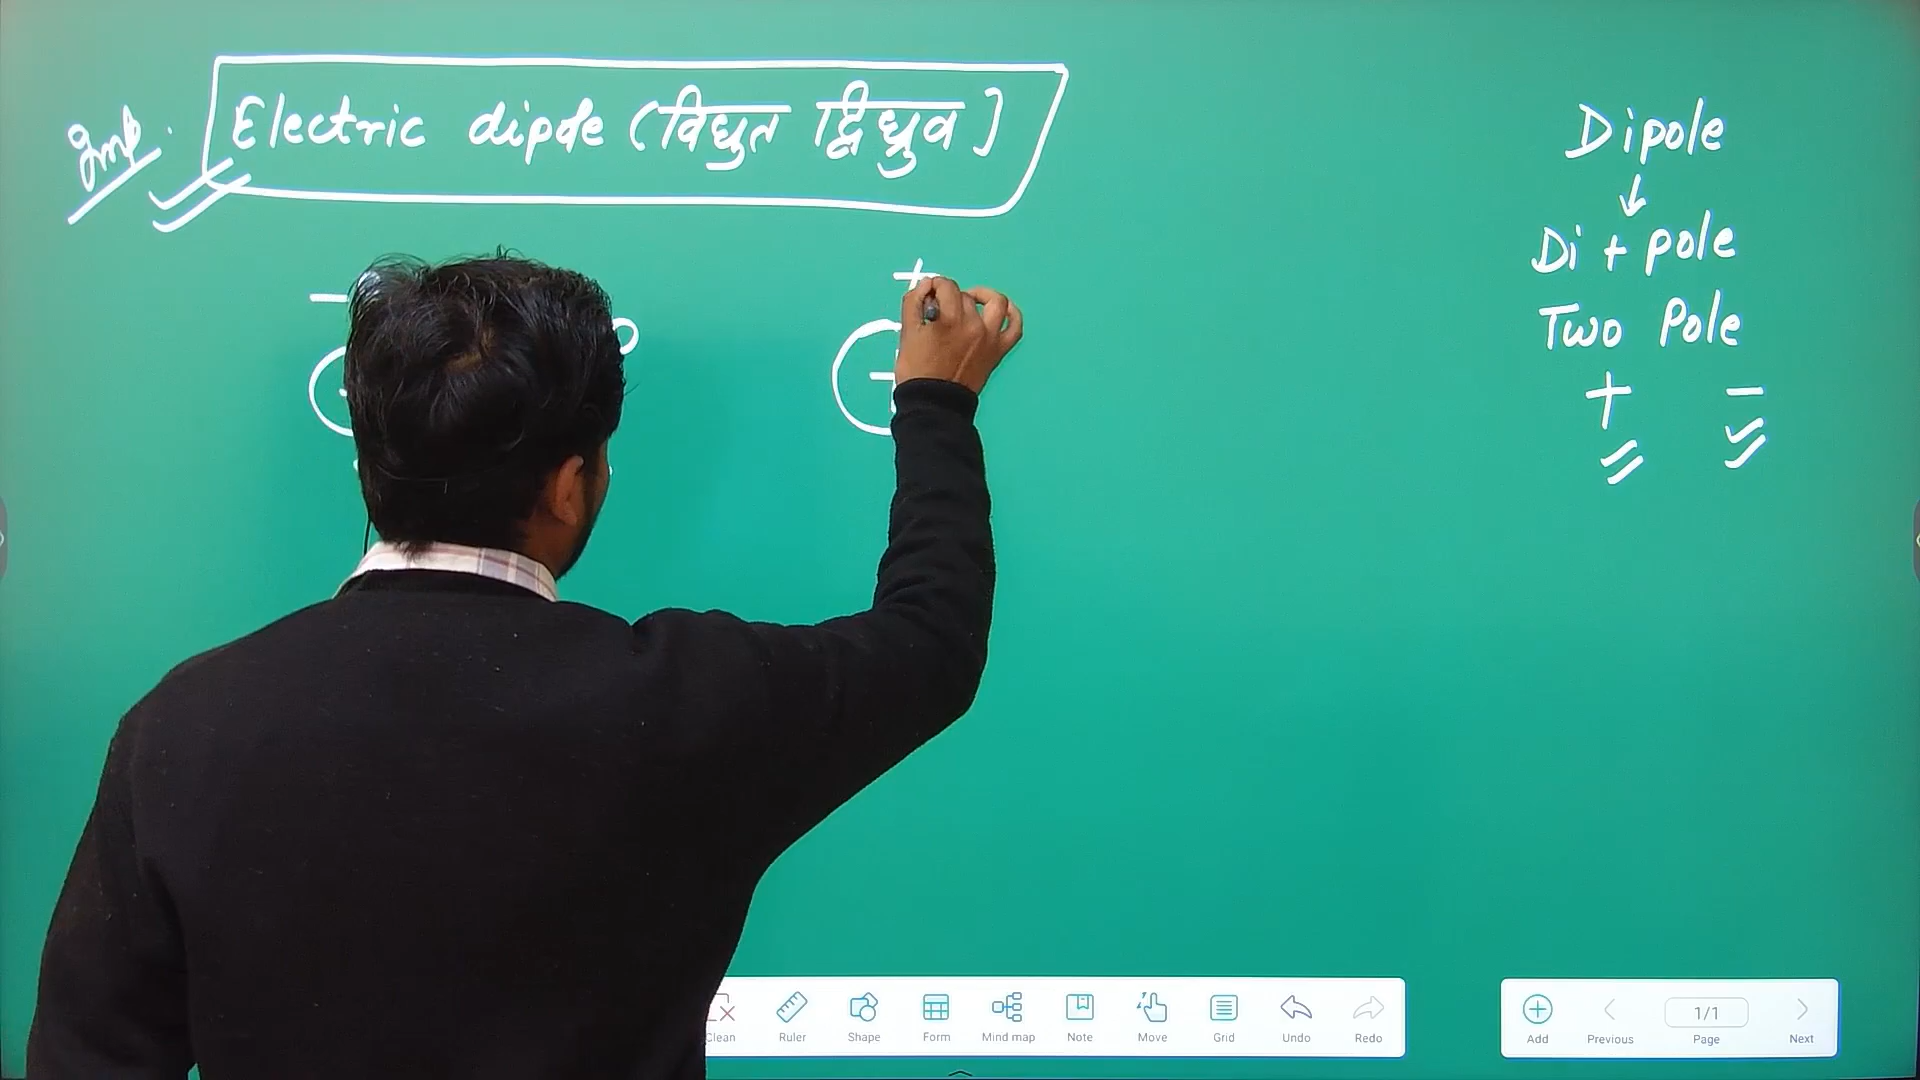 Imp.
Electric dipole (विद्युत द्विध्रुव]
Dipole
↓
Di + pole
Two Pole
+ −
−
+
Clean Ruler Shape Form Mind map Note Move Grid Undo Redo
Add Previous 1/1 Page Next